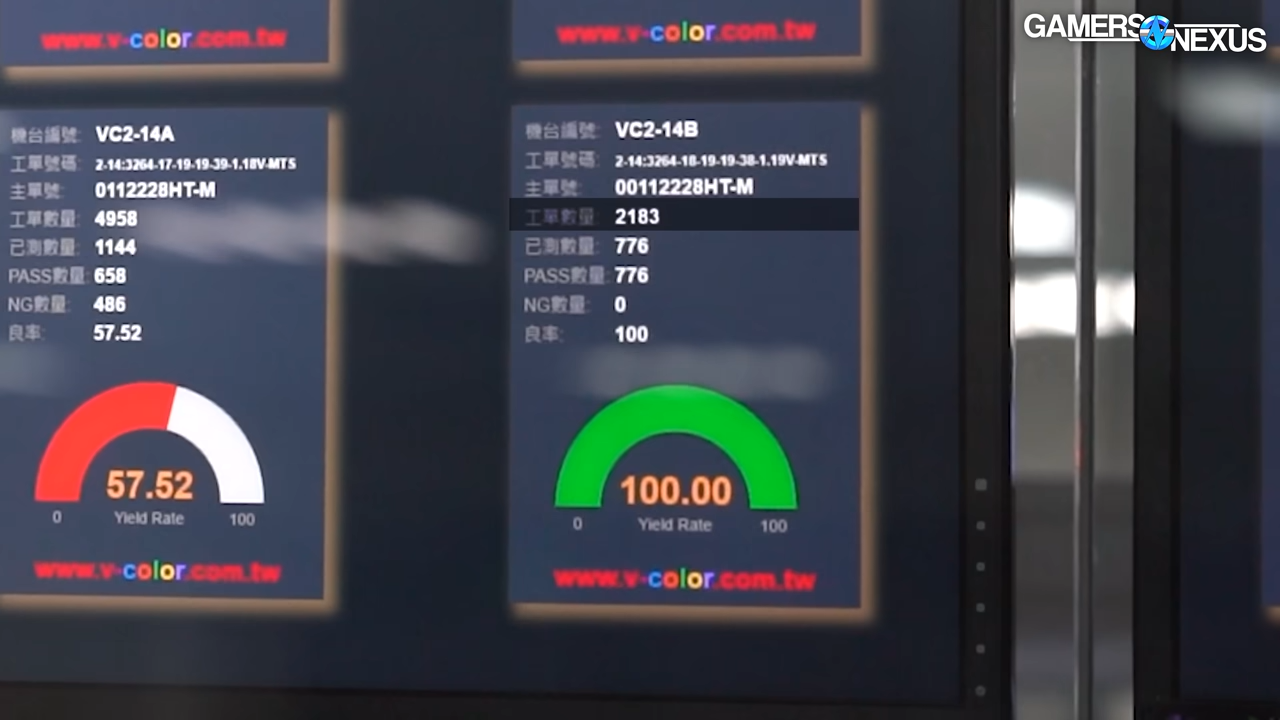 GAMERS NEXUS
www.v-color.com.tw
www.v-color.com.tw
機台編號: VC2-14A
工單號碼: 2-14:3264-17-19-19-39-1.18V-MTS
主單號: 0112228HT-M
工單數量: 4958
已測數量: 1144
PASS數量: 658
NG數量: 486
良率: 57.52
57.52
0 Yield Rate 100
www.v-color.com.tw
機台編號: VC2-14B
工單號碼: 2-14:3264-18-19-19-38-1.19V-MTS
主單號: 00112228HT-M
工單數量: 2183
已測數量: 776
PASS數量: 776
NG數量: 0
良率: 100
100.00
0 Yield Rate 100
www.v-color.com.tw